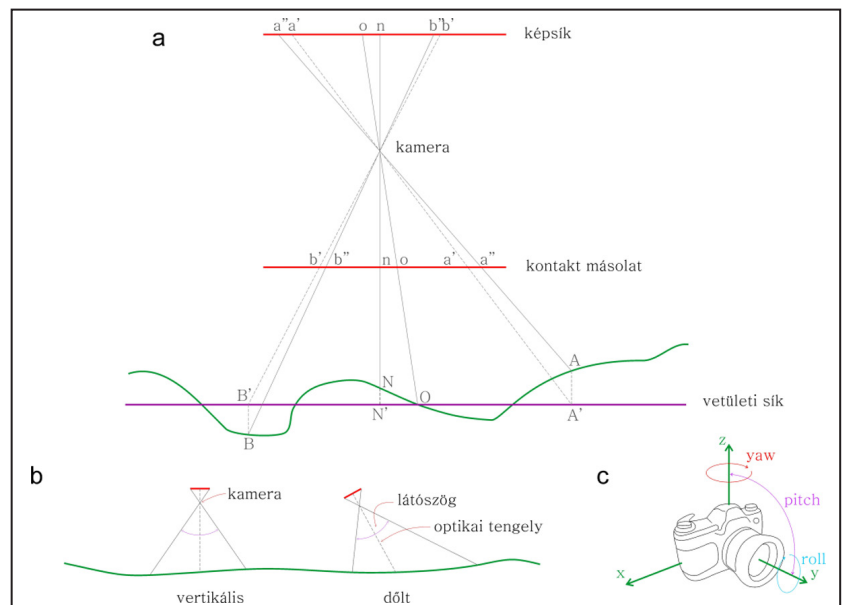 a
a" a' o n b" b'
képsík
kamera
b' b" n o a' a"
kontakt másolat
A
B' N O
N' A' vetületi sík
B
b
kamera
látószög
optikai tengely
vertikális dőlt
c
z
yaw
pitch
roll
x y